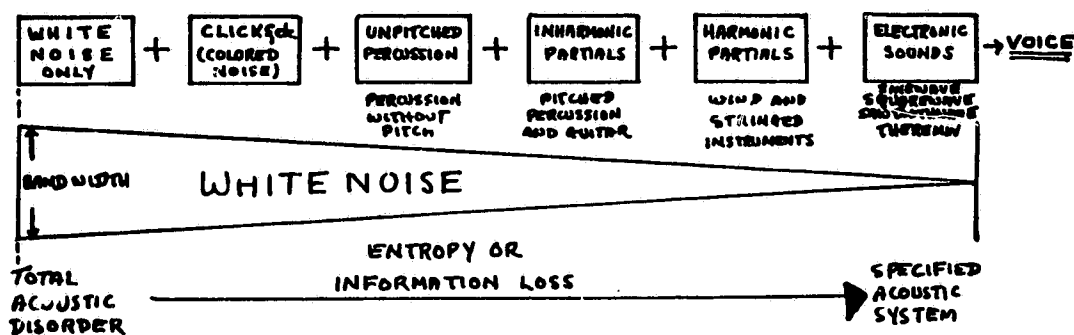 WHITE NOISE ONLY
+
CLICKS, etc (COLORED NOISE)
+
UNPITCHED PERCUSSION
+
INHARMONIC PARTIALS
+
HARMONIC PARTIALS
+
ELECTRONIC SOUNDS
→ VOICE
PERCUSSION
WITHOUT
PITCH
PITCHED
PERCUSSION
AND GUITAR
WIND AND
STRINGED
INSTRUMENTS
SQUAREWAVE
THEREMIN
BANDWIDTH
WHITE NOISE
ENTROPY OR
INFORMATION LOSS
TOTAL
ACOUSTIC
DISORDER
SPECIFIED
ACOUSTIC
SYSTEM